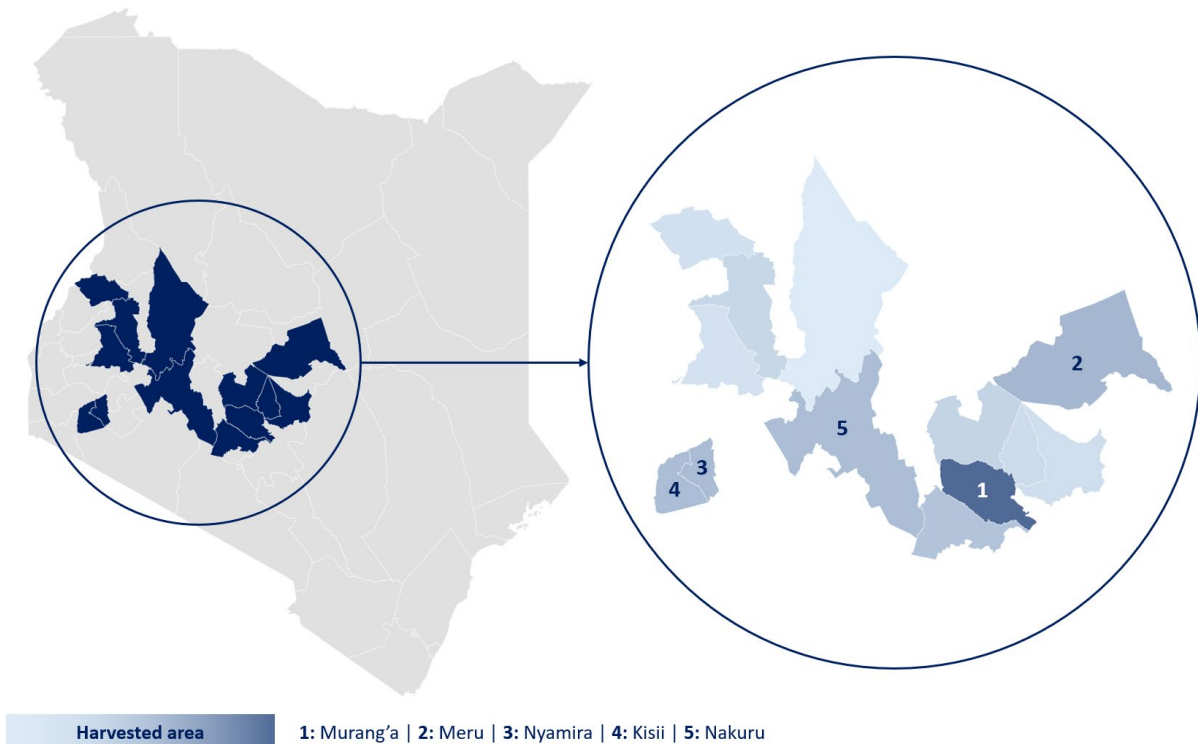 2
5
3
4
1
Harvested area
1: Murang'a | 2: Meru | 3: Nyamira | 4: Kisii | 5: Nakuru